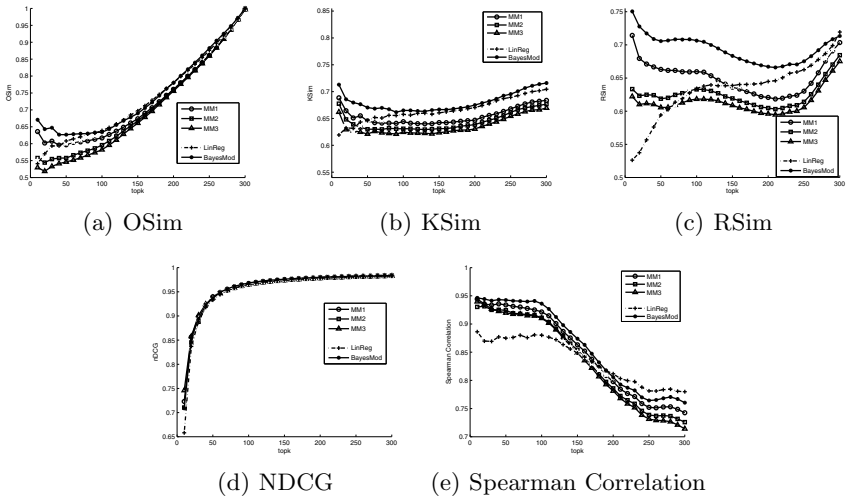 1
0.95
0.9
0.85
0.8
0.75
0.7
0.65
0.6
0.55
0.5
OSim
0 50 100 150 200 250 300
topk
MM1
MM2
MM3
LinReg
BayesMod
(a) OSim
0.85
0.8
0.75
0.7
0.65
0.6
0.55
KSim
0 50 100 150 200 250 300
topk
MM1
MM2
MM3
LinReg
BayesMod
(b) KSim
0.75
0.7
0.65
0.6
0.55
0.5
RSim
0 50 100 150 200 250 300
topk
MM1
MM2
MM3
LinReg
BayesMod
(c) RSim
1
0.95
0.9
0.85
0.8
0.75
0.7
0.65
nDCG
0 50 100 150 200 250 300
topk
MM1
MM2
MM3
LinReg
BayesMod
(d) NDCG
1
0.95
0.9
0.85
0.8
0.75
0.7
Spearman Correlation
0 50 100 150 200 250 300
topk
MM1
MM2
MM3
LinReg
BayesMod
(e) Spearman Correlation